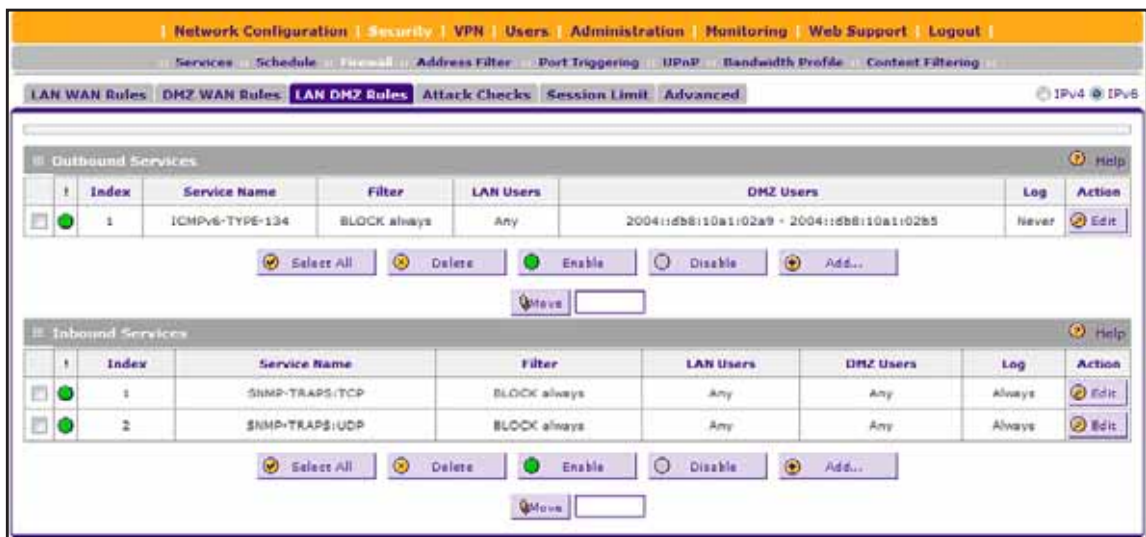 Network Configuration | Security | VPN | Users | Administration | Monitoring | Web Support | Logout
Services :: Schedule :: Firewall :: Address Filter :: Port Triggering :: UPnP :: Bandwidth Profile :: Content Filtering
LAN WAN Rules DMZ WAN Rules LAN DMZ Rules Attack Checks Session Limit Advanced IPv4 IPv6
Outbound Services Help
! Index Service Name Filter LAN Users DMZ Users Log Action
1 ICMPv6-TYPE-134 BLOCK always Any 2004::db8:10a1:02a9 - 2004::db8:10a1:02b5 Never Edit
Select All Delete Enable Disable Add...
Move
Inbound Services Help
! Index Service Name Filter LAN Users DMZ Users Log Action
1 SNMP-TRAPS:TCP BLOCK always Any Any Always Edit
2 SNMP-TRAPS:UDP BLOCK always Any Any Always Edit
Select All Delete Enable Disable Add...
Move